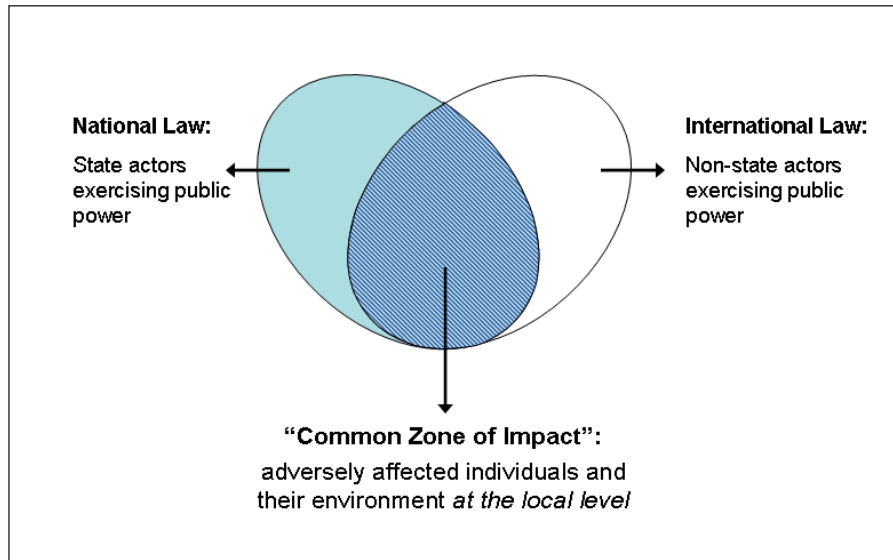 National Law:
State actors
exercising public
power
International Law:
Non-state actors
exercising public
power
“Common Zone of Impact”:
adversely affected individuals and
their environment at the local level